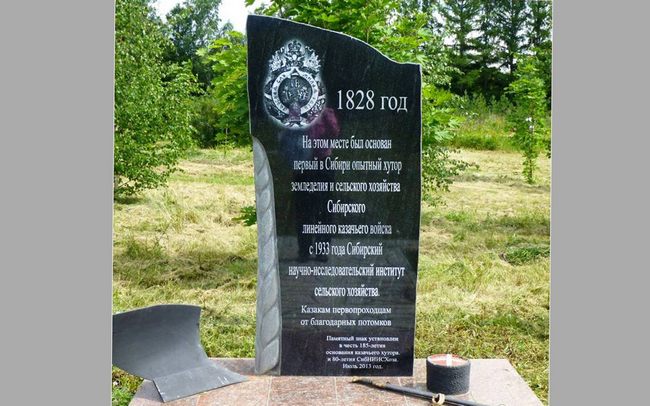 1828 год
На этом месте был основан
первый в Сибири опытный хутор
земледелия и сельского хозяйства
Сибирского
линейного казачьего войска
с 1933 года Сибирский
научно-исследовательский институт
сельского хозяйства.
Казакам первопроходцам
от благодарных потомков
Памятный знак установлен
в честь 185-летия
основания казачьего хутора
и 80-летия СибНИИСХоза.
Июль 2013 год.